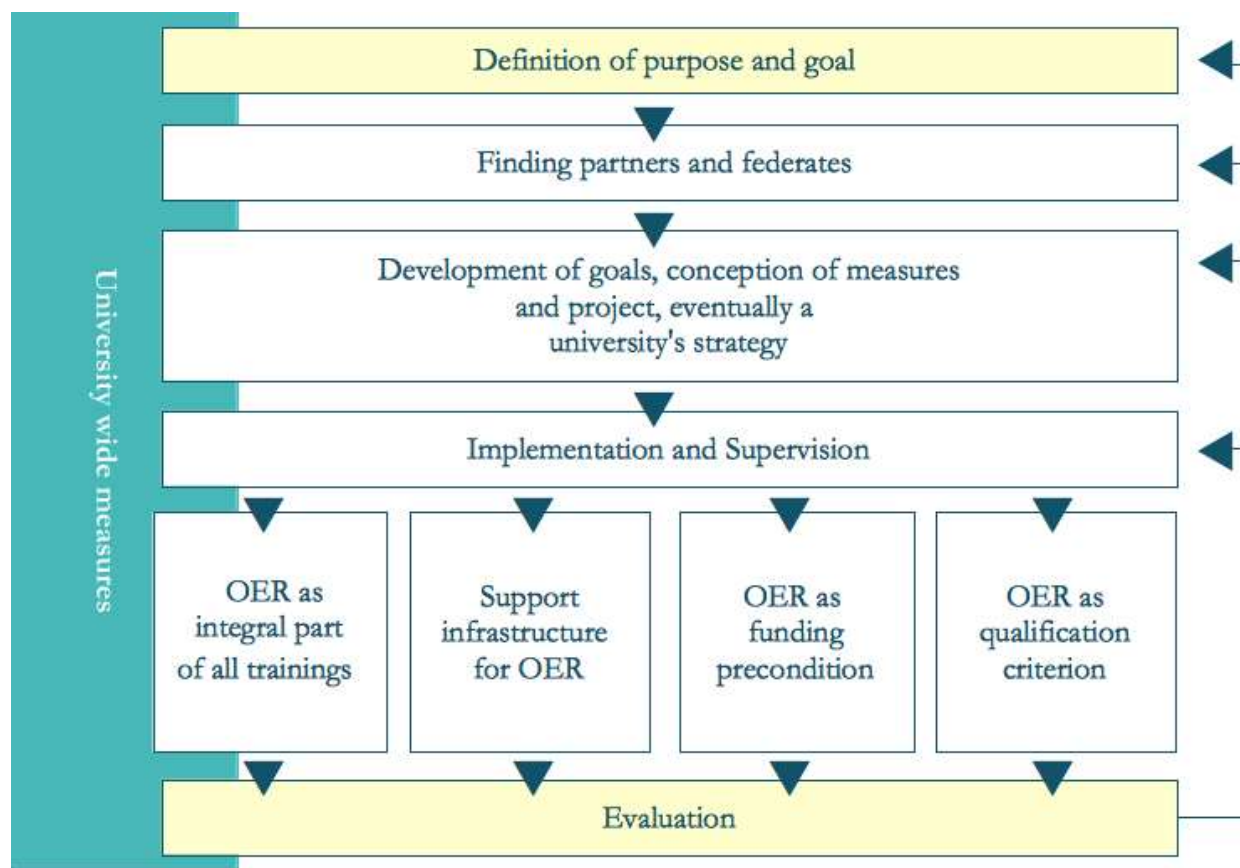 Definition of purpose and goal
Finding partners and federates
Development of goals, conception of measures
and project, eventually a
university's strategy
Implementation and Supervision
OER as
integral part
of all trainings
Support
infrastructure
for OER
OER as
funding
precondition
OER as
qualification
criterion
Evaluation
University wide measures